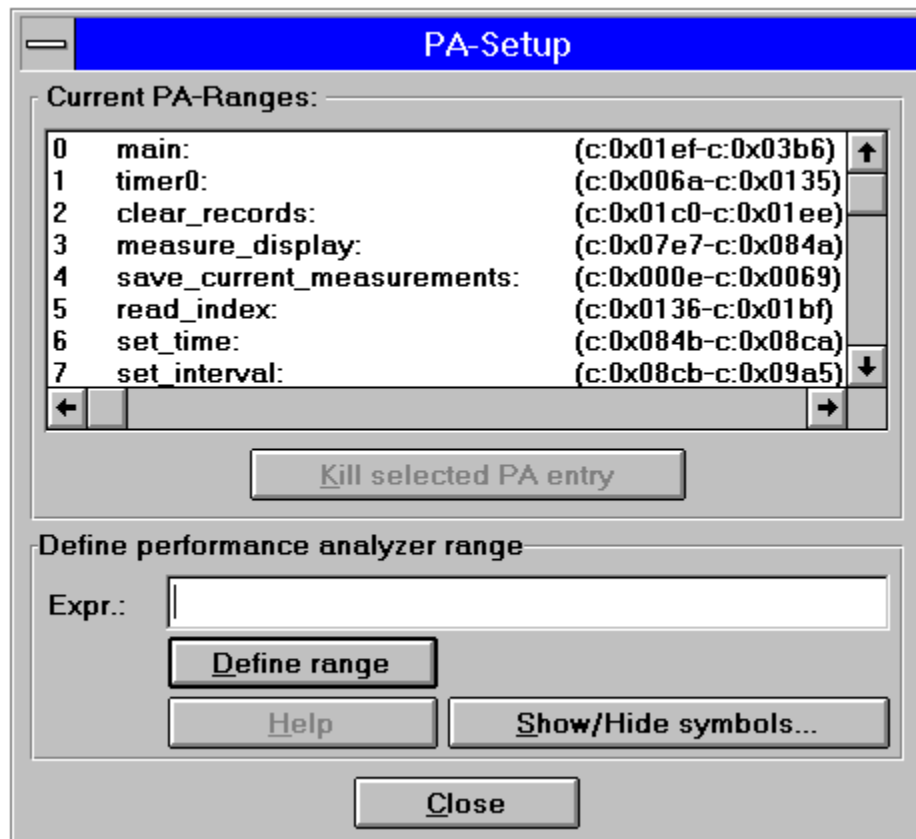 PA-Setup
Current PA-Ranges:
0 main: (c:0x01ef-c:0x03b6)
1 timer0: (c:0x006a-c:0x0135)
2 clear_records: (c:0x01c0-c:0x01ee)
3 measure_display: (c:0x07e7-c:0x084a)
4 save_current_measurements: (c:0x000e-c:0x0069)
5 read_index: (c:0x0136-c:0x01bf)
6 set_time: (c:0x084b-c:0x08ca)
7 set_interval: (c:0x08cb-c:0x09a5)
Kill selected PA entry
Define performance analyzer range
Expr.:
Define range
Help Show/Hide symbols...
Close